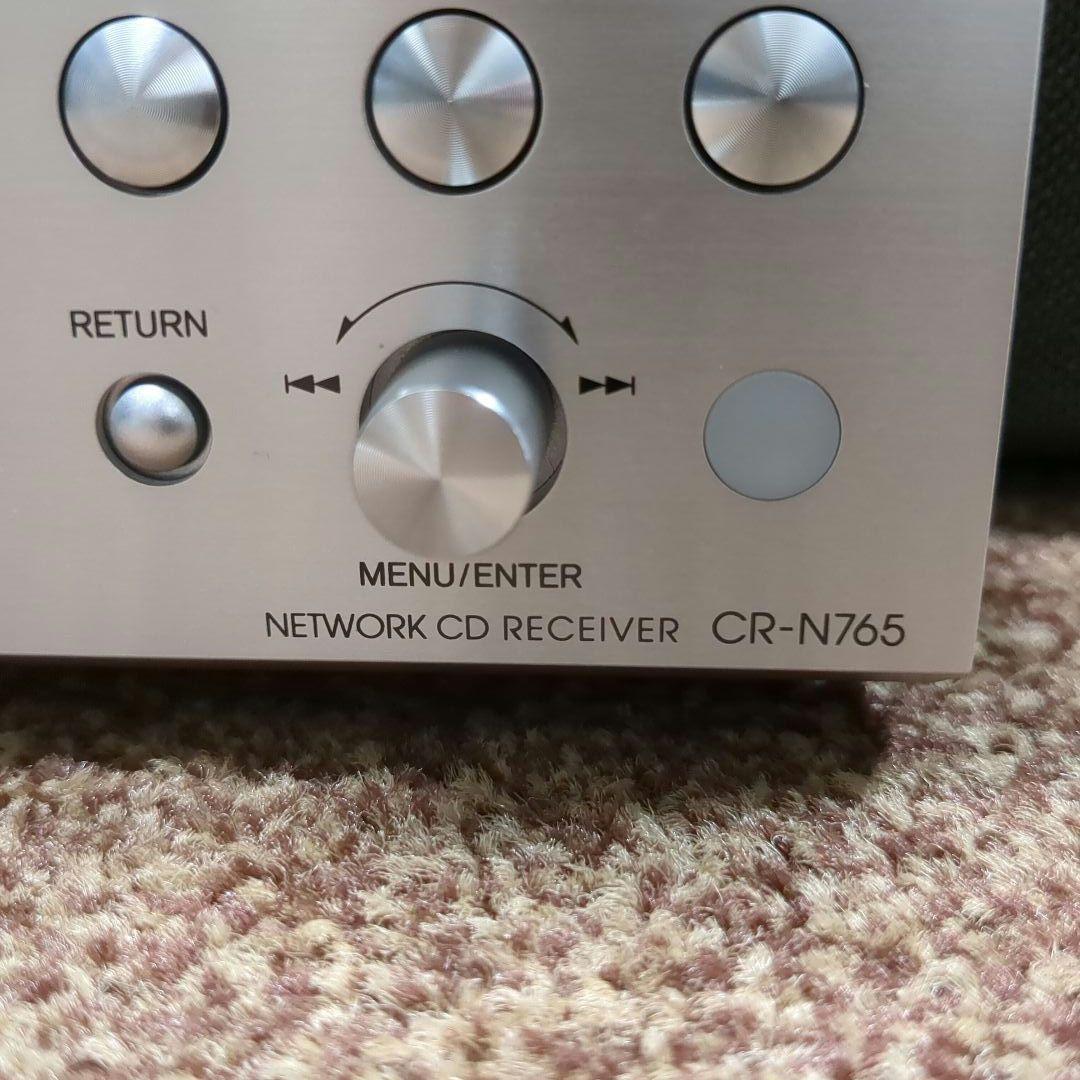 RETURN
MENU/ENTER
NETWORK CD RECEIVER CR-N765